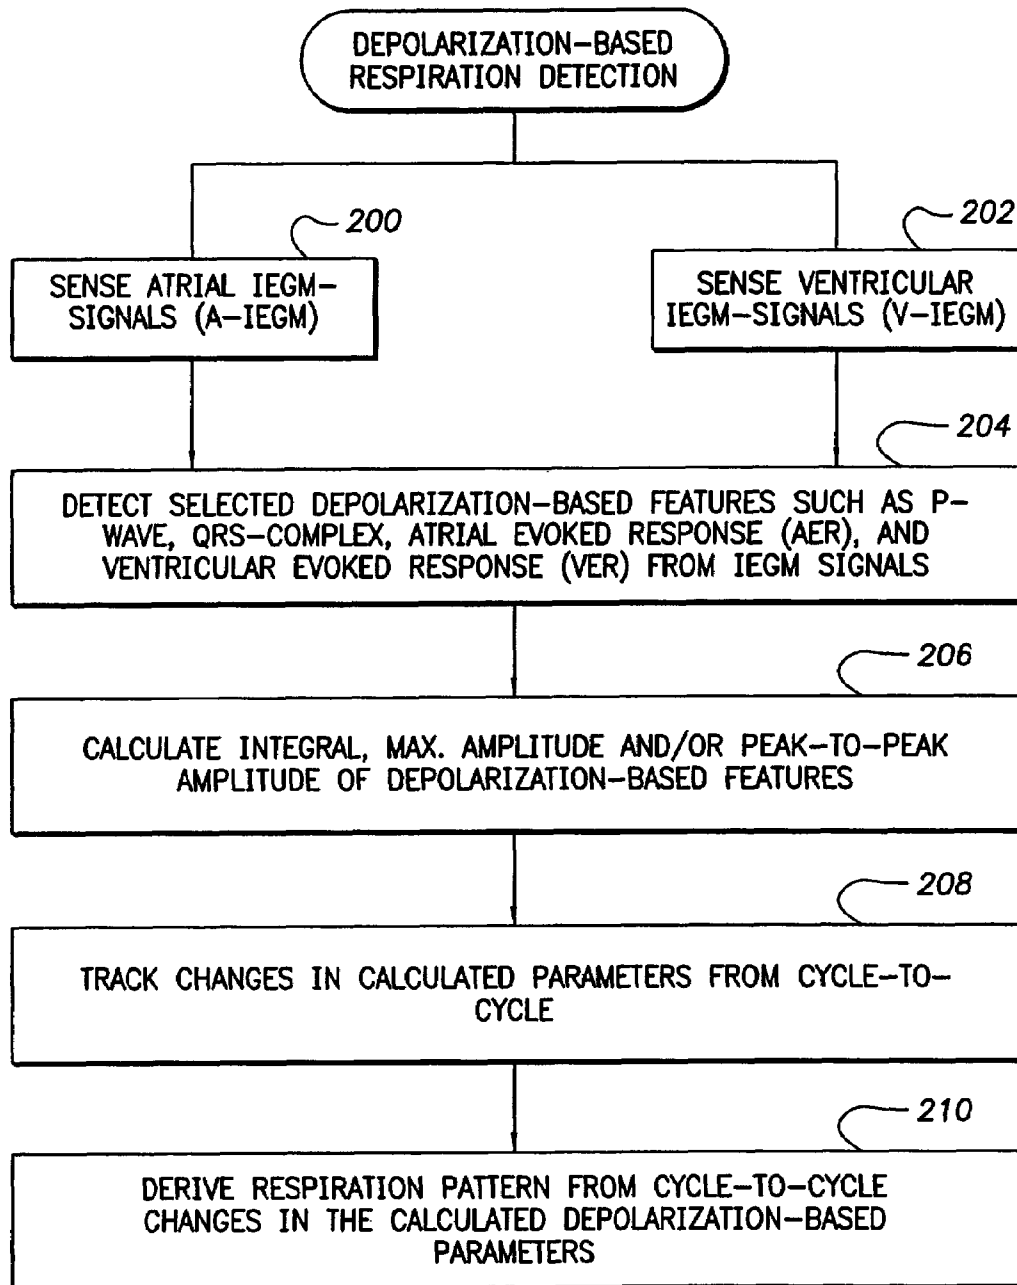 DEPOLARIZATION-BASED
RESPIRATION DETECTION
200
202
SENSE ATRIAL IEGM-
SIGNALS (A-IEGM)
SENSE VENTRICULAR
IEGM-SIGNALS (V-IEGM)
204
DETECT SELECTED DEPOLARIZATION-BASED FEATURES SUCH AS P-
WAVE, QRS-COMPLEX, ATRIAL EVOKED RESPONSE (AER), AND
VENTRICULAR EVOKED RESPONSE (VER) FROM IEGM SIGNALS
206
CALCULATE INTEGRAL, MAX. AMPLITUDE AND/OR PEAK-TO-PEAK
AMPLITUDE OF DEPOLARIZATION-BASED FEATURES
208
TRACK CHANGES IN CALCULATED PARAMETERS FROM CYCLE-TO-
CYCLE
210
DERIVE RESPIRATION PATTERN FROM CYCLE-TO-CYCLE
CHANGES IN THE CALCULATED DEPOLARIZATION-BASED
PARAMETERS